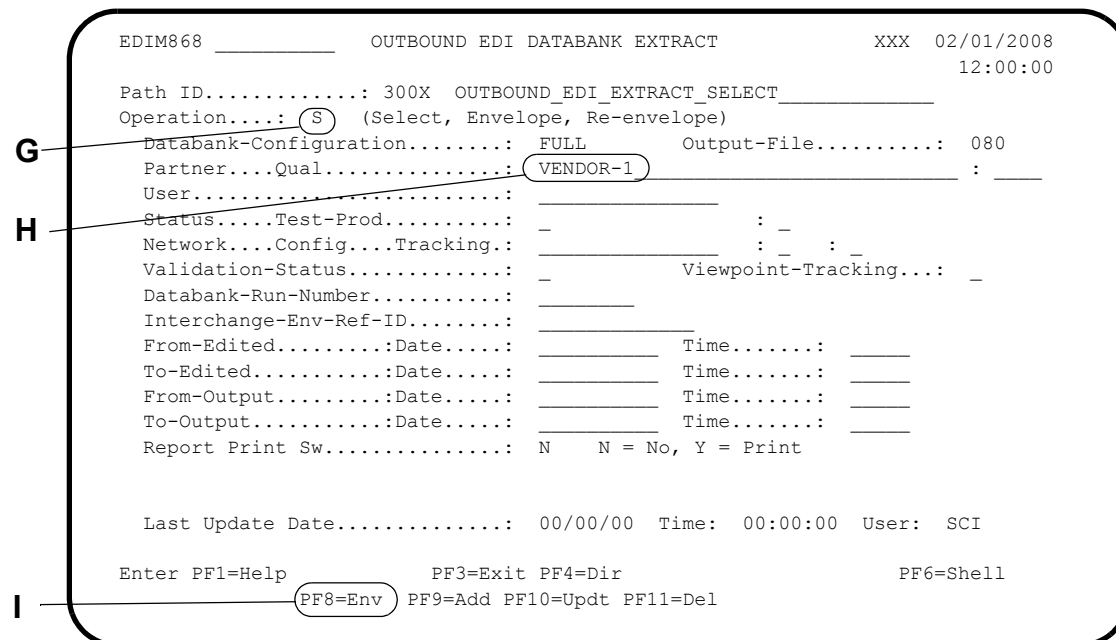 EDIM868 __________ OUTBOUND EDI DATABANK EXTRACT XXX 02/01/2008
12:00:00
Path ID.............: 300X OUTBOUND_EDI_EXTRACT_SELECT_____________
Operation....: S (Select, Envelope, Re-envelope)
G
Databank-Configuration........: FULL Output-File..........: 080
Partner....Qual...............: VENDOR-1___________________________ : ____
User..........................: _______________
H
Status.....Test-Prod..........: _ : _
Network....Config....Tracking.: _______________ : _ : _
Validation-Status.............: _ Viewpoint-Tracking...: _
Databank-Run-Number...........: ________
Interchange-Env-Ref-ID........: _____________
From-Edited.........:Date.....: __________ Time.......: _____
To-Edited...........:Date.....: __________ Time.......: _____
From-Output.........:Date.....: __________ Time.......: _____
To-Output...........:Date.....: __________ Time.......: _____
Report Print Sw...............: N N = No, Y = Print
Last Update Date..............: 00/00/00 Time: 00:00:00 User: SCI
Enter PF1=Help PF3=Exit PF4=Dir PF6=Shell
I
PF8=Env PF9=Add PF10=Updt PF11=Del